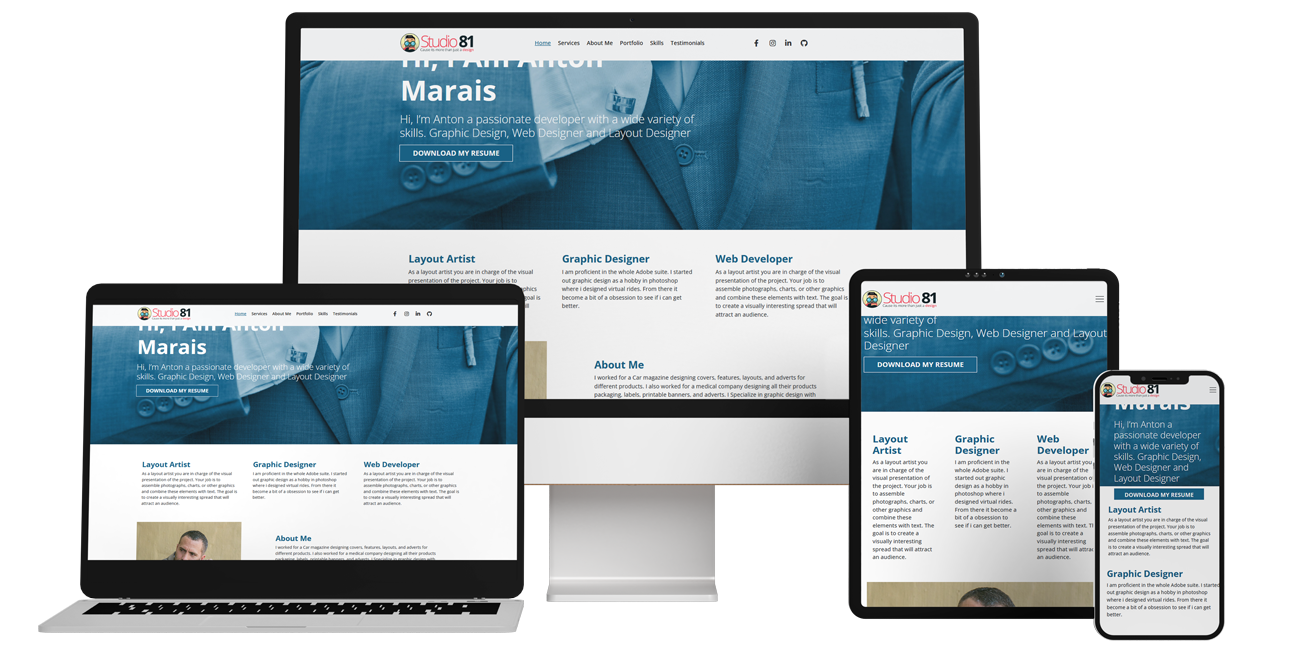 Studio 81
Cause its more than just a design
Home Services About Me Portfolio Skills Testimonials
Hi, I Am Anton
Marais
Hi, I’m Anton a passionate developer with a wide variety of
skills. Graphic Design, Web Designer and Layout Designer
DOWNLOAD MY RESUME
Layout Artist
As a layout artist you are in charge of the visual
presentation of the project. Your job is to
graphics
goal is
Graphic Designer
I am proficient in the whole Adobe suite. I started
out graphic design as a hobby in photoshop
where i designed virtual rides. From there it
become a bit of a obsession to see if i can get
better.
Web Developer
As a layout artist you are in charge of the visual
presentation of the project. Your job is to
assemble photographs, charts, or other graphics
and combine these elements with text. The goal is
to create a visually interesting spread that will
attract an audience.
About Me
I worked for a Car magazine designing covers, features, layouts, and adverts for
different products. I also worked for a medical company designing all their products
packaging, labels, printable banners, and adverts. I Specialize in graphic design with
Studio 81
Cause its more than just a design
Home Services About Me Portfolio Skills Testimonials
Hi, I Am Anton
Marais
Hi, I’m Anton a passionate developer with a wide variety of
skills. Graphic Design, Web Designer and Layout Designer
DOWNLOAD MY RESUME
Layout Artist
As a layout artist you are in charge of the visual
presentation of the project. Your job is to
assemble photographs, charts, or other graphics
and combine these elements with text. The goal is
to create a visually interesting spread that will
attract an audience.
Graphic Designer
I am proficient in the whole Adobe suite. I started
out graphic design as a hobby in photoshop
where i designed virtual rides. From there it
become a bit of a obsession to see if i can get
better.
Web Developer
As a layout artist you are in charge of the visual
presentation of the project. Your job is to
assemble photographs, charts, or other graphics
and combine these elements with text. The goal is
to create a visually interesting spread that will
attract an audience.
About Me
I worked for a Car magazine designing covers, features, layouts, and adverts for
different products. I also worked for a medical company designing all their products
packaging, labels, printable banners, and adverts. I Specialize in graphic design with
Studio 81
Cause its more than just a design
wide variety of
skills. Graphic Design, Web Designer and Layout
Designer
DOWNLOAD MY RESUME
Layout
Artist
As a layout artist you
are in charge of the
visual presentation of
the project. Your job is
to assemble
photographs, charts, or
other graphics and
combine these
elements with text. The
goal is to create a
visually interesting
spread that will attract
an audience.
Graphic
Designer
I am proficient in the
whole Adobe suite. I
started out graphic
design as a hobby in
photoshop where i
designed virtual rides.
From there it become a
bit of a obsession to
see if i can get better.
Web
Developer
As a layout artist you
are in charge of the
visual presentation o
the project. Your job i
to assemble
photographs,
other graphics and
combine these
elements with text. Th
goal is to create a
visually interesting
spread that will attrac
an audience.
Studio 81
Cause its more than just a design
Marais
Hi, I’m Anton a
passionate developer
with a wide variety of
skills. Graphic Design,
Web Designer and
Layout Designer
DOWNLOAD MY RESUME
Layout Artist
As a layout artist you are in charge of the visual
presentation of the project. Your job is to
assemble photographs, charts, or other graphics
and combine these elements with text. The goal
is to create a visually interesting spread that will
attract an audience.
Graphic Designer
I am proficient in the whole Adobe suite. I started
out graphic design as a hobby in photoshop
where i designed virtual rides. From there it
become a bit of a obsession to see if i can get
better.